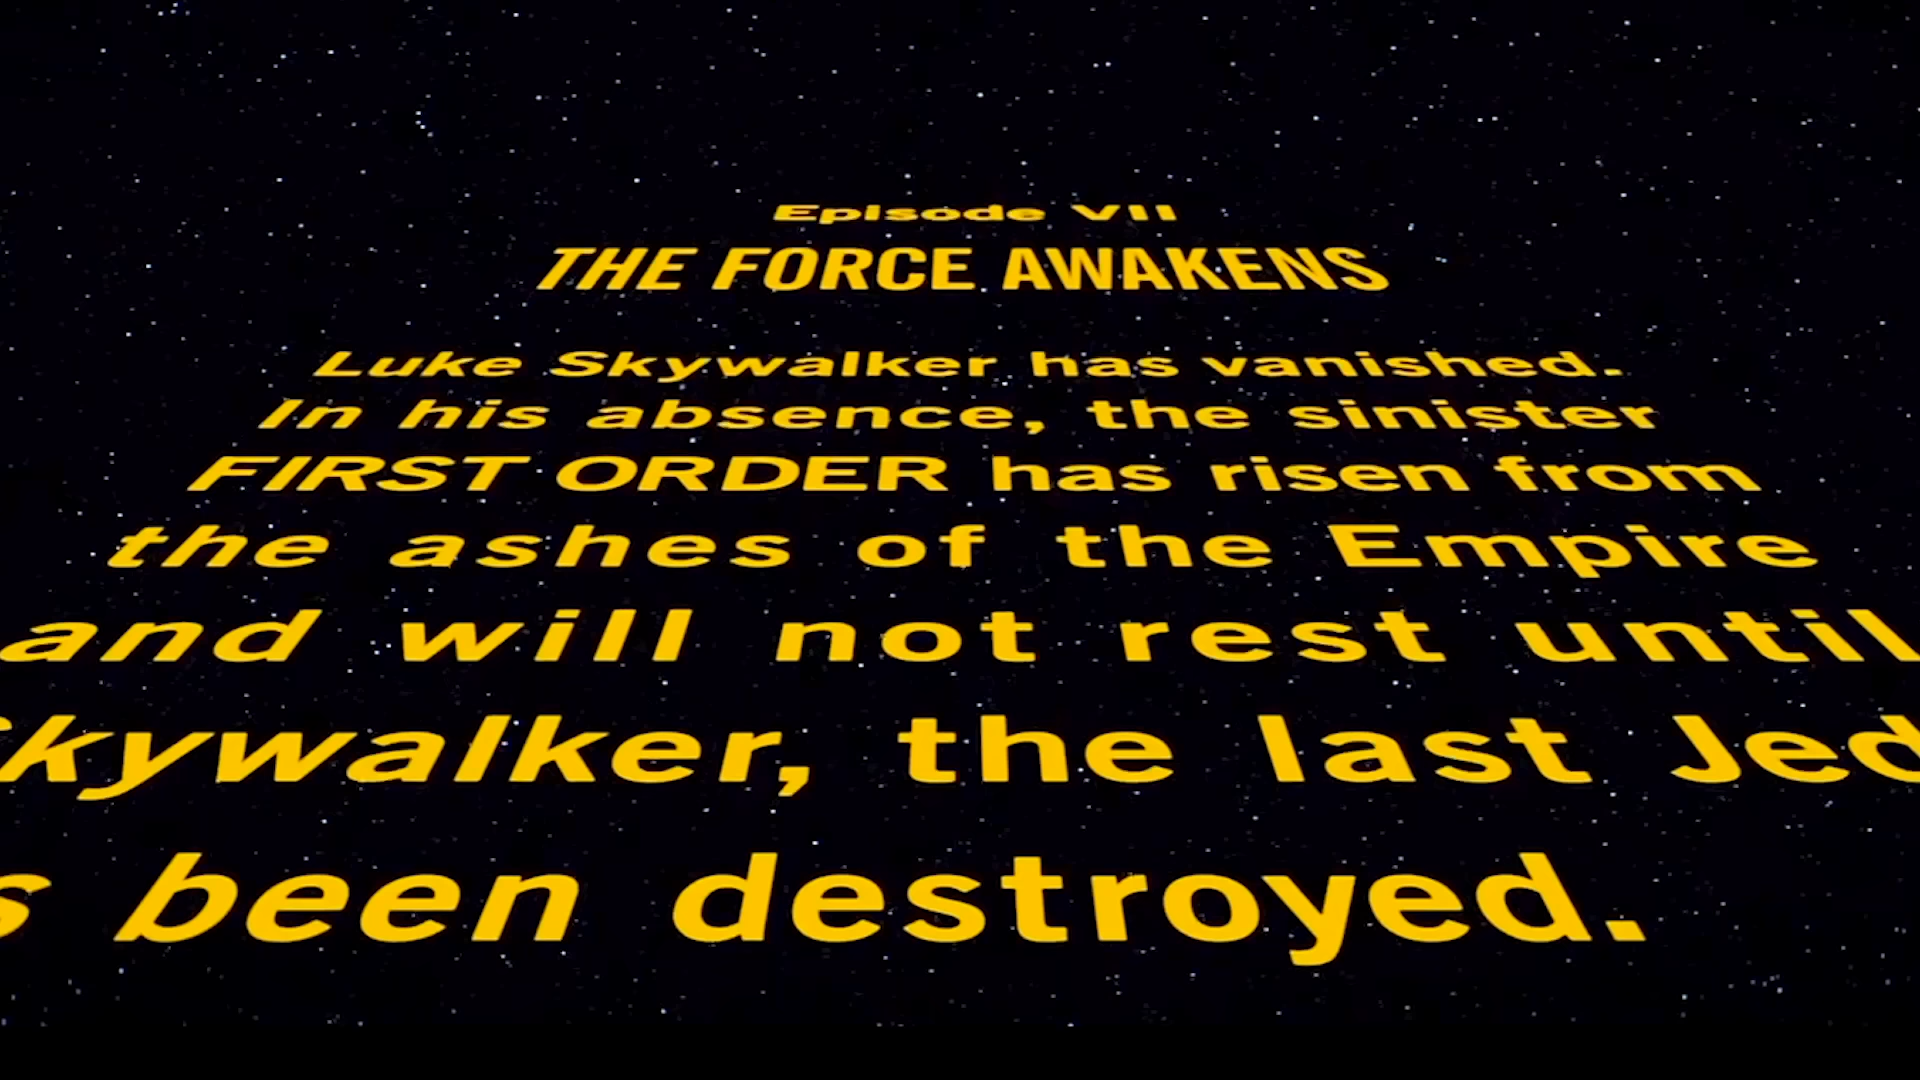 Episode VII
THE FORCE AWAKENS
Luke Skywalker has vanished.
In his absence, the sinister
FIRST ORDER has risen from
the ashes of the Empire
and will not rest until
Skywalker, the last Jed
s been destroyed.